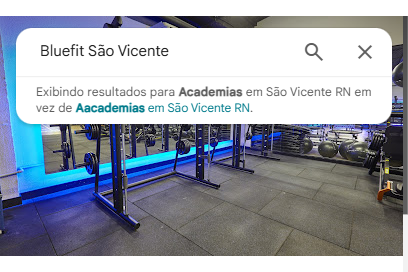 Bluefit São Vicente
Exibindo resultados para Academias em São Vicente RN em
vez de Aacademias em São Vicente RN.